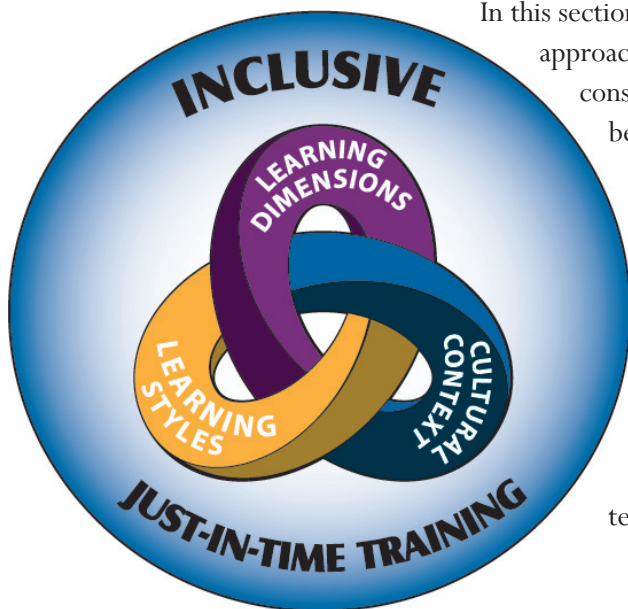 In this section
approac
cons
be
INCLUSIVE
LEARNING
DIMENSIONS
LEARNING
STYLES
CULTURAL
CONTEXT
JUST-IN-TIME TRAINING
te